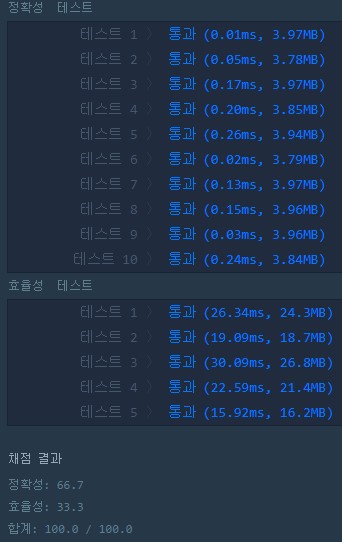 정확성 테스트
테스트 1 〉 통과 (0.01ms, 3.97MB)
테스트 2 〉 통과 (0.05ms, 3.78MB)
테스트 3 〉 통과 (0.17ms, 3.97MB)
테스트 4 〉 통과 (0.20ms, 3.85MB)
테스트 5 〉 통과 (0.26ms, 3.94MB)
테스트 6 〉 통과 (0.02ms, 3.79MB)
테스트 7 〉 통과 (0.13ms, 3.97MB)
테스트 8 〉 통과 (0.15ms, 3.96MB)
테스트 9 〉 통과 (0.03ms, 3.96MB)
테스트 10 〉 통과 (0.24ms, 3.84MB)
효율성 테스트
테스트 1 〉 통과 (26.34ms, 24.3MB)
테스트 2 〉 통과 (19.09ms, 18.7MB)
테스트 3 〉 통과 (30.09ms, 26.8MB)
테스트 4 〉 통과 (22.59ms, 21.4MB)
테스트 5 〉 통과 (15.92ms, 16.2MB)
채점 결과
정확성: 66.7
효율성: 33.3
합계: 100.0 / 100.0